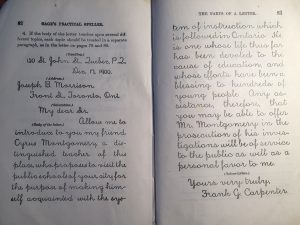 62 GAGE'S PRACTICAL SPELLER.
4. If the body of the letter touches upon several dif-
ferent topics, each topic should be treated in a separate
paragraph, as in the letter on pages 79 and 80.
(Heading)
130 St. John St., Quebec, P.Q.
Dec. 17, 1900.
(Address)
Joseph B. Morrison
Front St., Toronto, Ont.
(Salutation)
My dear Sir
Allow me to
(Body of the letter)
introduce to you my friend
Cyrus Montgomery, a dis-
tinguished teacher of this
place, who proposes to visit the
public schools of your city for
the purpose of making him-
self acquainted with the sys-
THE PARTS OF A LETTER. 63
tem of instruction which
is followed in Ontario. He
is one whose life thus far
has been devoted to the
cause of education, and
whose efforts have been a
blessing to hundreds of
young people. Any as-
sistance, therefore, that
you may be able to offer
Mr. Montgomery in the
prosecution of his inves-
tigations will be of service
to the public as well as a
personal favor to me.
Yours very truly,
Frank G. Carpenter